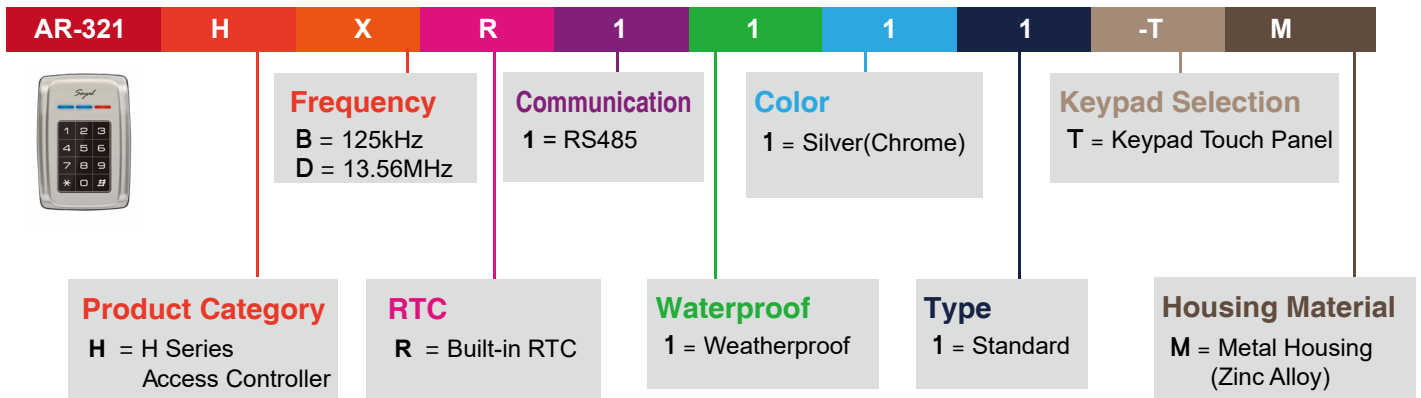 AR-321 H X R 1 1 1 1 -T M
Soyal
1 2 3
4 5 6
7 8 9
* 0 #
Frequency
B = 125kHz
D = 13.56MHz
Communication
1 = RS485
Color
1 = Silver(Chrome)
Keypad Selection
T = Keypad Touch Panel
Product Category
H = H Series
Access Controller
RTC
R = Built-in RTC
Waterproof
1 = Weatherproof
Type
1 = Standard
Housing Material
M = Metal Housing
(Zinc Alloy)